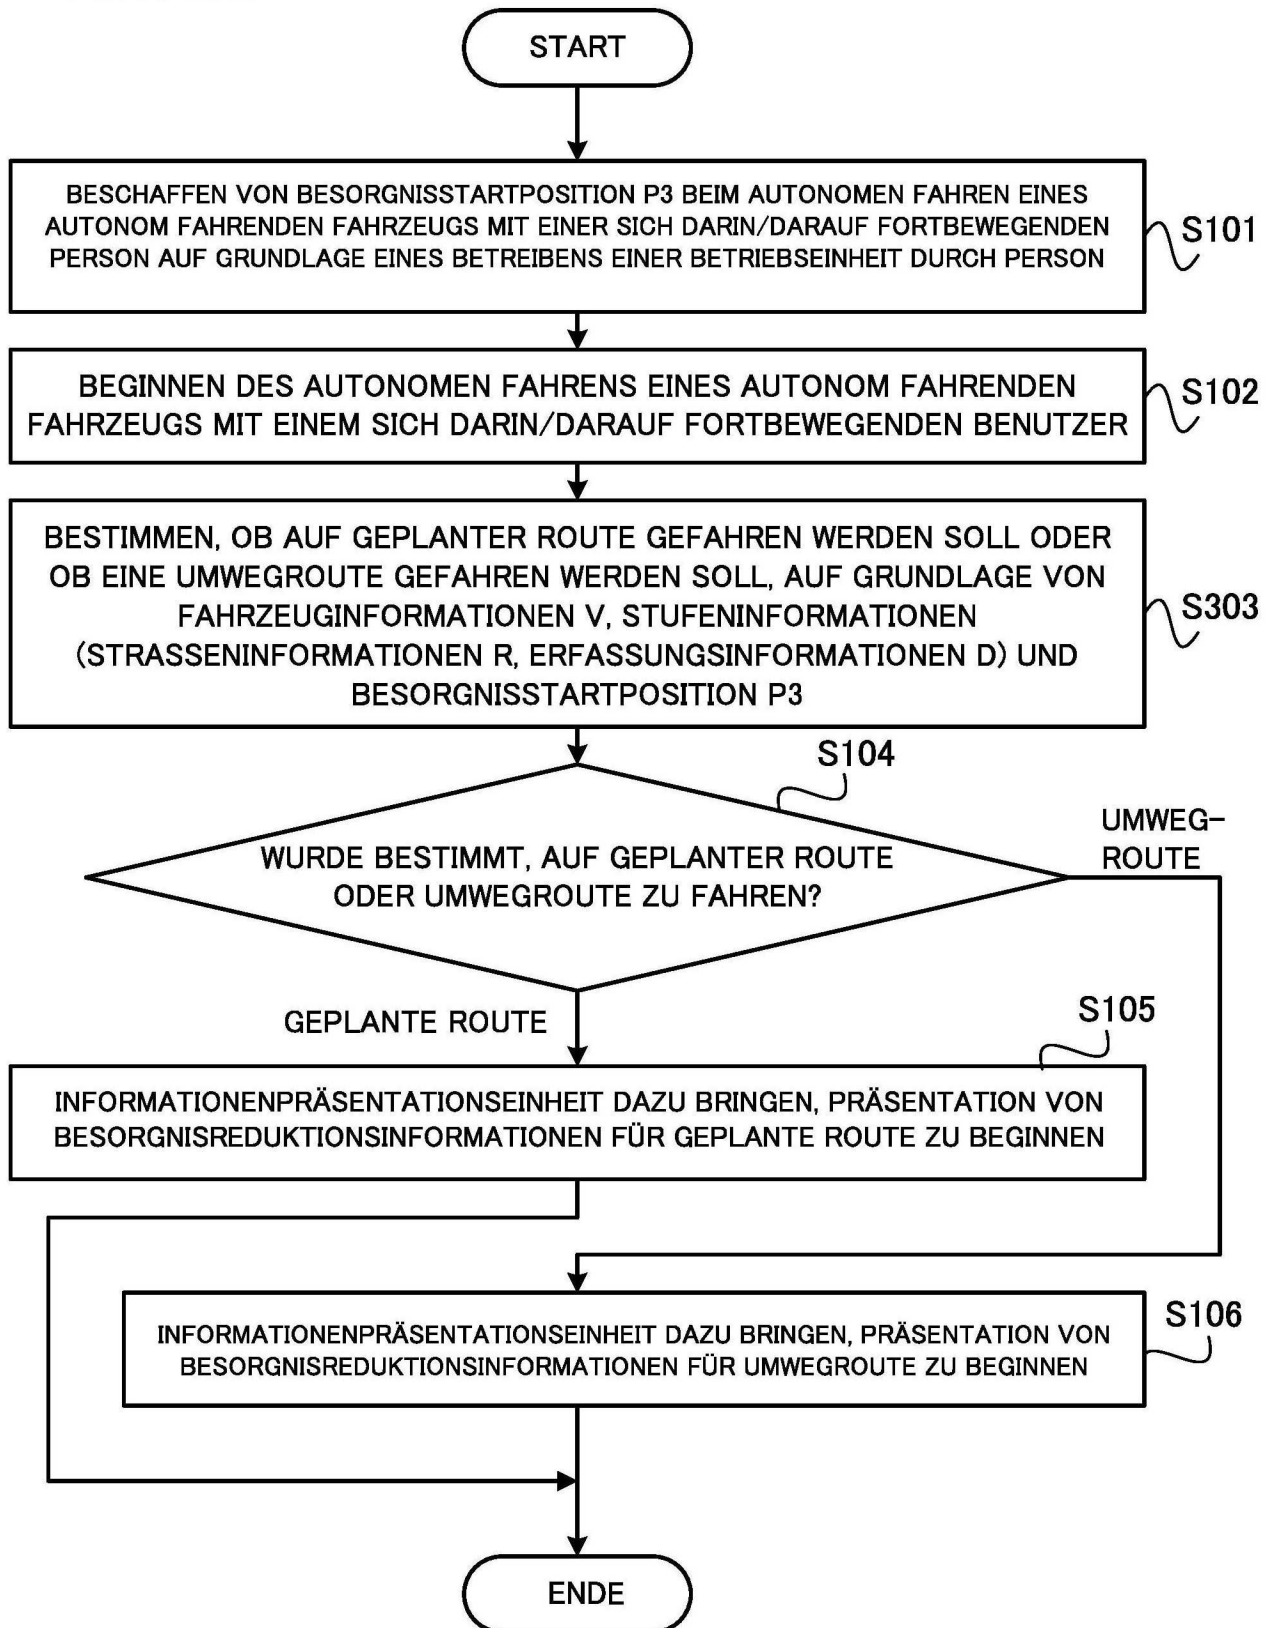 START
BESCHAFFEN VON BESORGNISSTARTPOSITION P3 BEIM AUTONOMEN FAHREN EINES
AUTONOM FAHRENDEN FAHRZEUGS MIT EINER SICH DARIN/DARAUF FORTBEWEGENDEN
PERSON AUF GRUNDLAGE EINES BETREIBENS EINER BETRIEBSEINHEIT DURCH PERSON
S101
BEGINNEN DES AUTONOMEN FAHRENS EINES AUTONOM FAHRENDEN
FAHRZEUGS MIT EINEM SICH DARIN/DARAUF FORTBEWEGENDEN BENUTZER
S102
BESTIMMEN, OB AUF GEPLANTER ROUTE GEFAHREN WERDEN SOLL ODER
OB EINE UMWEGROUTE GEFAHREN WERDEN SOLL, AUF GRUNDLAGE VON
FAHRZEUGINFORMATIONEN V, STUFENINFORMATIONEN
(STRASSENINFORMATIONEN R, ERFASSUNGSINFORMATIONEN D) UND
BESORGNISSTARTPOSITION P3
S303
S104
WURDE BESTIMMT, AUF GEPLANTER ROUTE
ODER UMWEGROUTE ZU FAHREN?
UMWEG-
ROUTE
GEPLANTE ROUTE
S105
INFORMATIONENPRÄSENTATIONSEINHEIT DAZU BRINGEN, PRÄSENTATION VON
BESORGNISREDUKTIONSINFORMATIONEN FÜR GEPLANTE ROUTE ZU BEGINNEN
INFORMATIONENPRÄSENTATIONSEINHEIT DAZU BRINGEN, PRÄSENTATION VON
BESORGNISREDUKTIONSINFORMATIONEN FÜR UMWEGROUTE ZU BEGINNEN
S106
ENDE